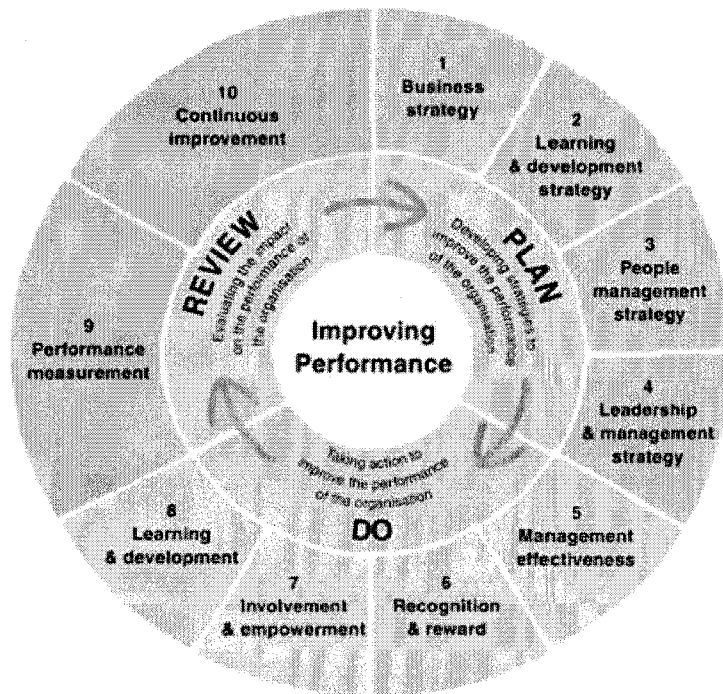 1
Business
strategy
2
Learning
& development
strategy
3
People
management
strategy
4
Leadership
& management
strategy
5
Management
effectiveness
6
Recognition
& reward
7
Involvement
& empowerment
8
Learning
& development
9
Performance
measurement
10
Continuous
improvement
PLAN
Developing strategies to
improve the performance
of the organisation
DO
Taking action to
improve the performance
of the organisation
REVIEW
Evaluating the impact
on the performance of
the organisation
Improving
Performance